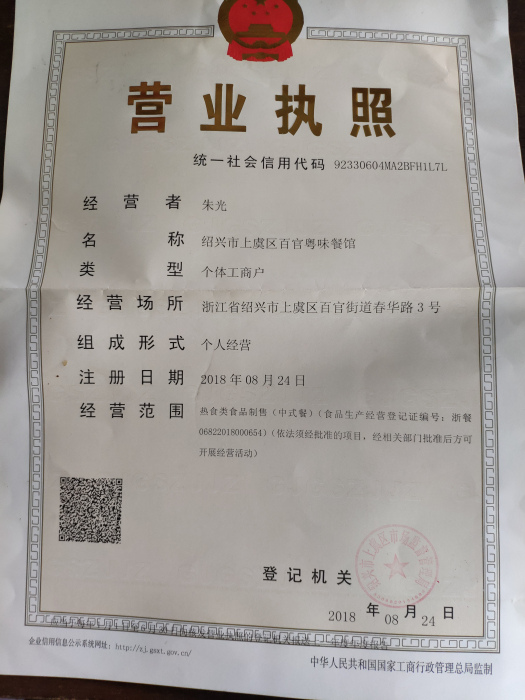 营业执照
统一社会信用代码 92330604MA2BFH1L7L
经营者 朱光
名称 绍兴市上虞区百官粤味餐馆
类型 个体工商户
经营场所 浙江省绍兴市上虞区百官街道春华路3号
组成形式 个人经营
注册日期 2018年08月24日
经营范围 热食类食品制售（中式餐）（食品生产经营登记证编号：浙餐
06822018000654）（依法须经批准的项目，经相关部门批准后方可
开展经营活动）
登记机关
2018 年 08 月 24 日
企业信用信息公示系统网址：http://zj.gsxt.gov.cn/
中华人民共和国国家工商行政管理总局监制